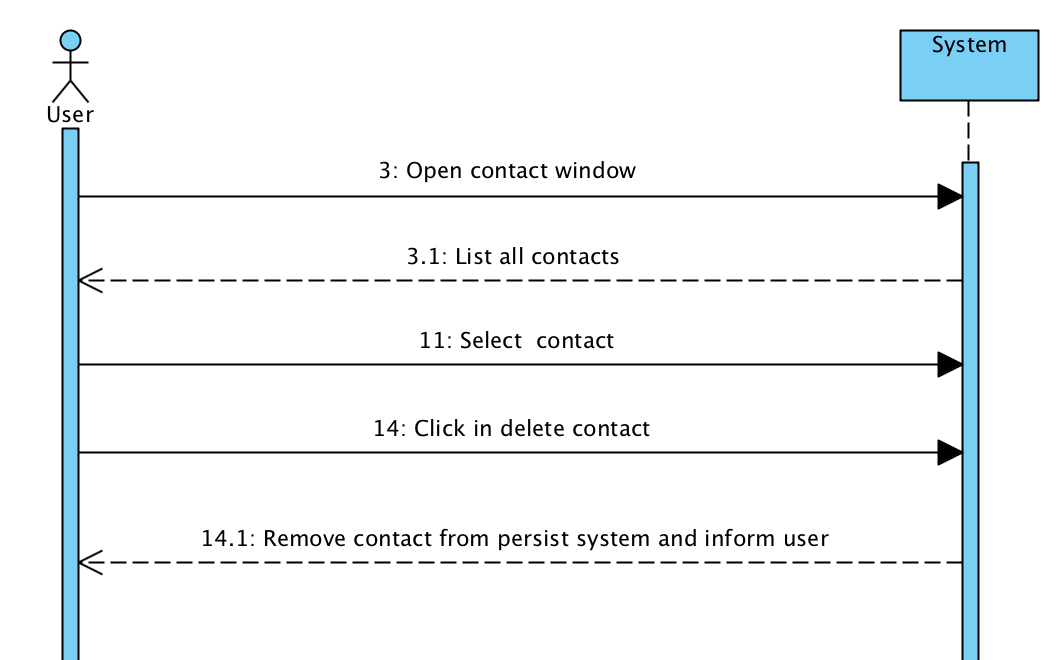 User
System
3: Open contact window
3.1: List all contacts
11: Select  contact
14: Click in delete contact
14.1: Remove contact from persist system and inform user